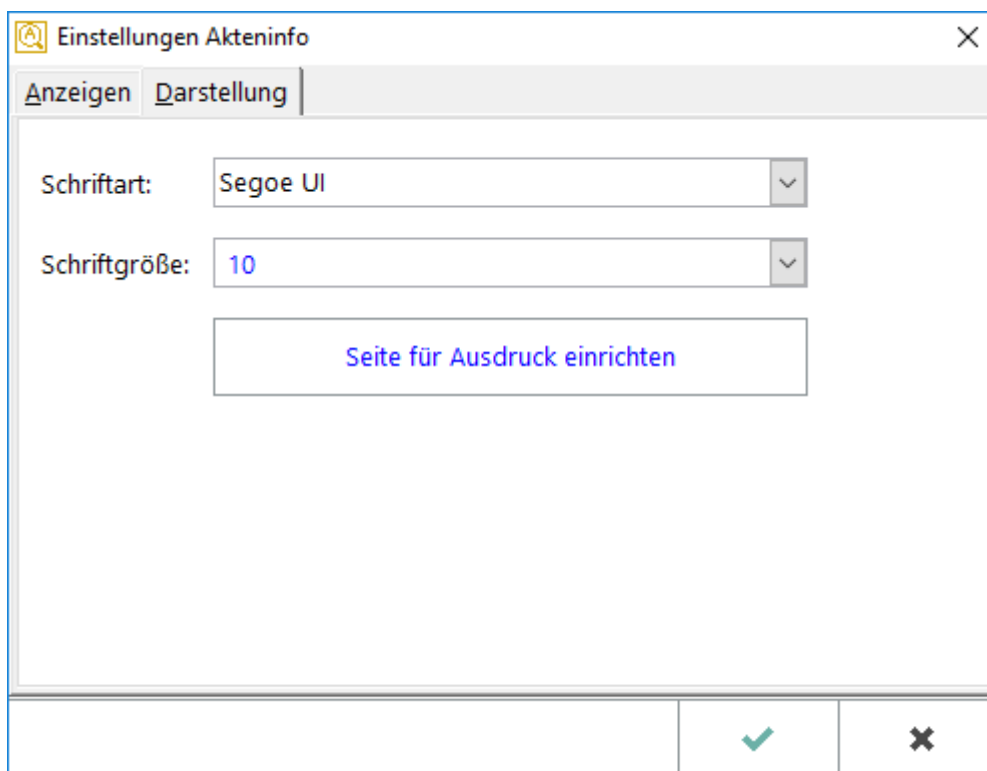 Einstellungen Akteninfo
Anzeigen Darstellung
Schriftart: Segoe UI
Schriftgröße: 10
Seite für Ausdruck einrichten